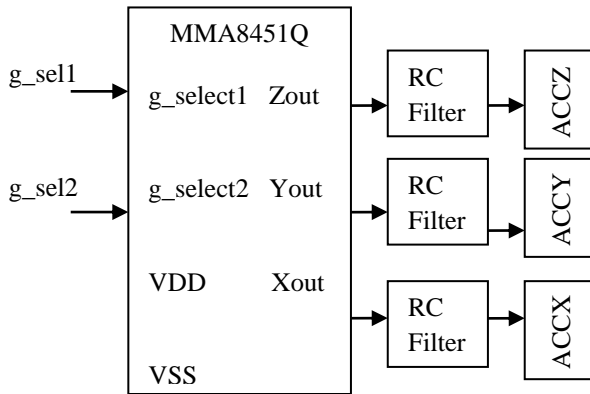 MMA8451Q
g_sel1
g_select1 Zout
RC
Filter
ACCZ
g_sel2
g_select2 Yout
RC
Filter
ACCY
VDD Xout
RC
Filter
ACCX
VSS